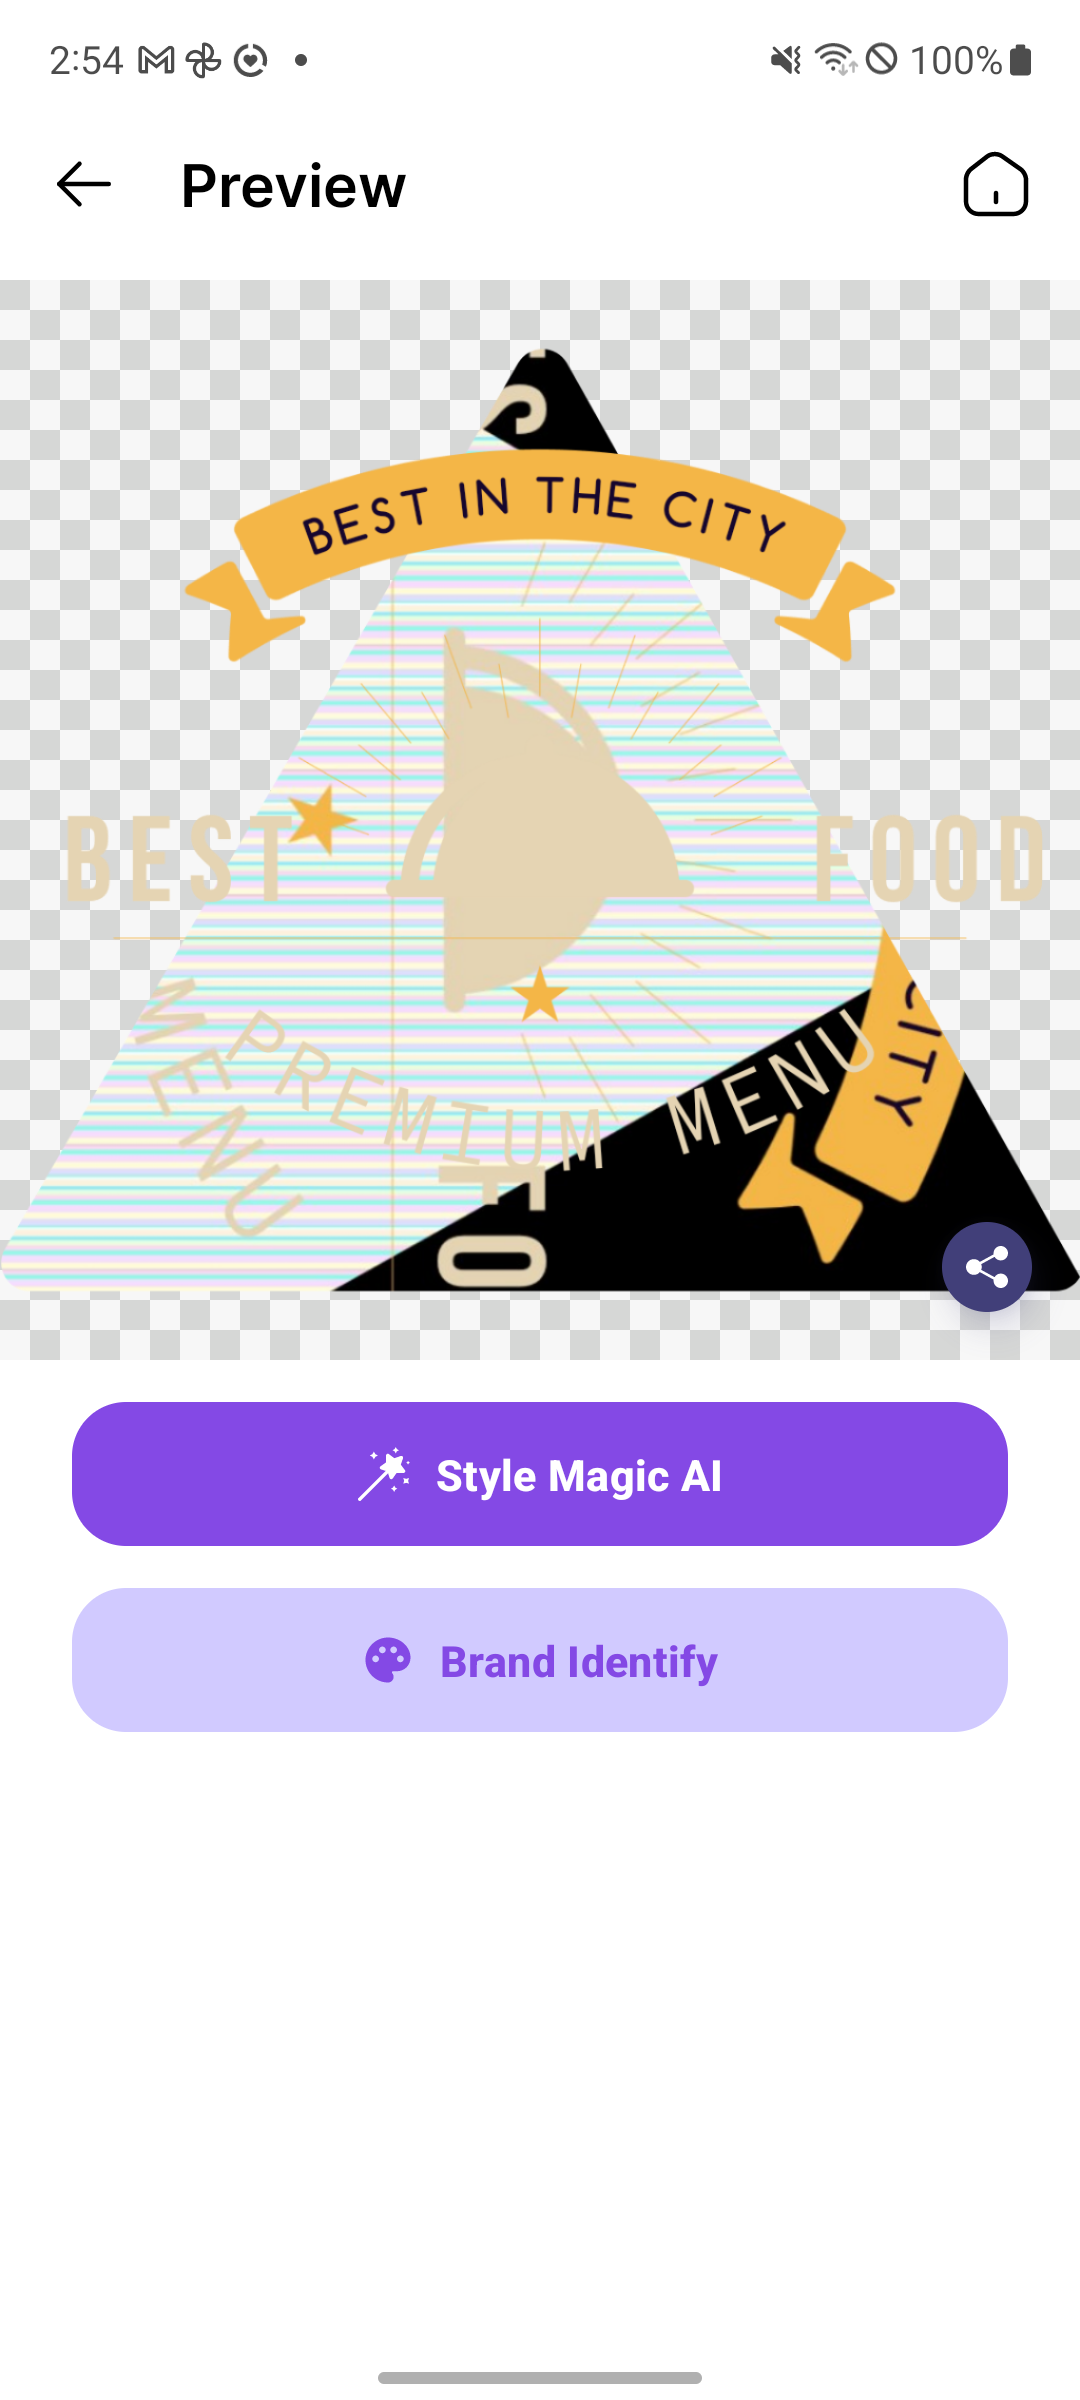 2:54
100%
Preview
S
BEST IN THE CITY
BEST
FOOD
CITY
MENU
PREMIUM MENU
FO
Style Magic AI
Brand Identify